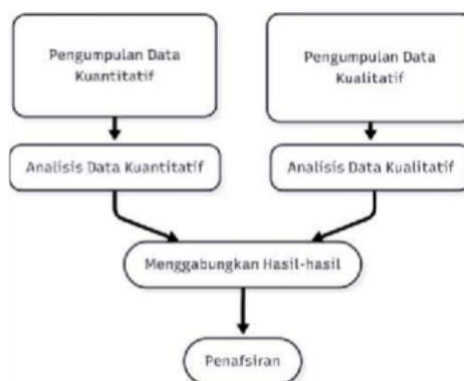 Pengumpulan Data
Kuantitatif
Pengumpulan Data
Kualitatif
Analisis Data Kuantitatif
Analisis Data Kualitatif
Menggabungkan Hasil-hasil
Penafsiran